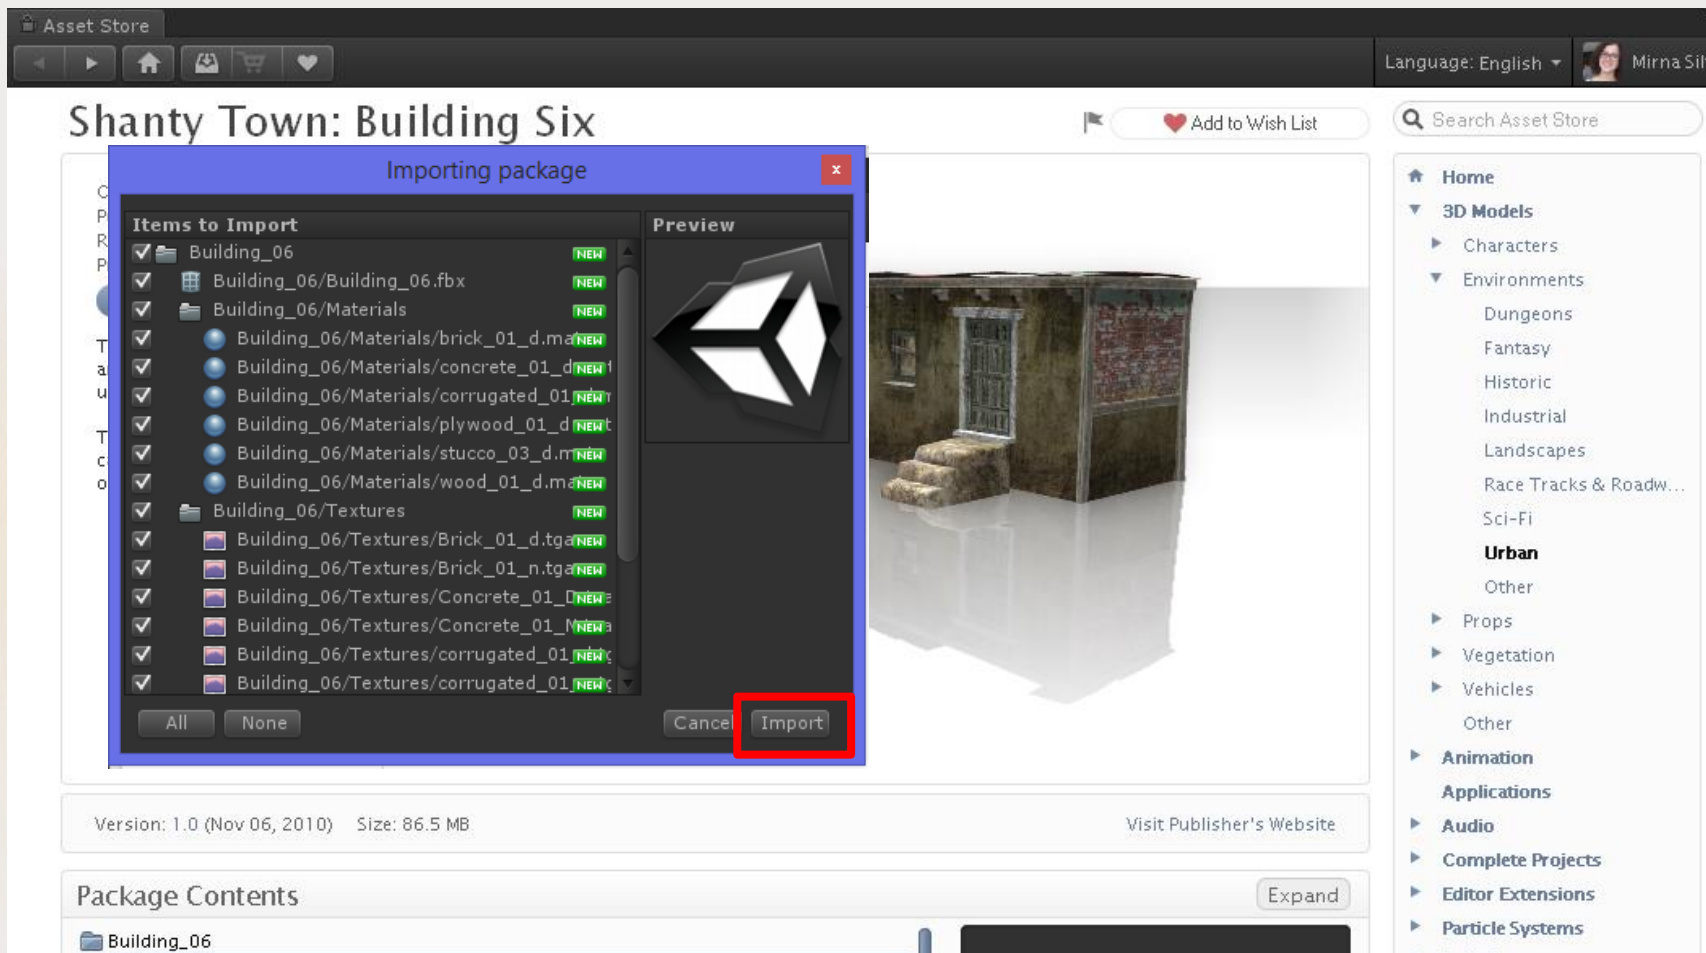 Asset Store
Language: English
Mirna
Shanty Town: Building Six
Add to Wish List
Search Asset Store
Importing package
x
Items to Import
Preview
Building_06 NEW
Building_06/Building_06.fbx NEW
Building_06/Materials NEW
Building_06/Materials/brick_01_d.ma NEW
Building_06/Materials/concrete_01_d NEW
Building_06/Materials/corrugated_01 NEW
Building_06/Materials/plywood_01_d NEW
Building_06/Materials/stucco_03_d.m NEW
Building_06/Materials/wood_01_d.ma NEW
Building_06/Textures NEW
Building_06/Textures/Brick_01_d.tga NEW
Building_06/Textures/Brick_01_n.tga NEW
Building_06/Textures/Concrete_01_D NEW
Building_06/Textures/Concrete_01_N NEW
Building_06/Textures/corrugated_01 NEW
Building_06/Textures/corrugated_01 NEW
All
None
Cancel
Import
Version: 1.0 (Nov 06, 2010) Size: 86.5 MB
Visit Publisher's Website
Package Contents
Expand
Building_06
Home
3D Models
Characters
Environments
Dungeons
Fantasy
Historic
Industrial
Landscapes
Race Tracks & Roadw...
Sci-Fi
Urban
Other
Props
Vegetation
Vehicles
Other
Animation
Applications
Audio
Complete Projects
Editor Extensions
Particle Systems